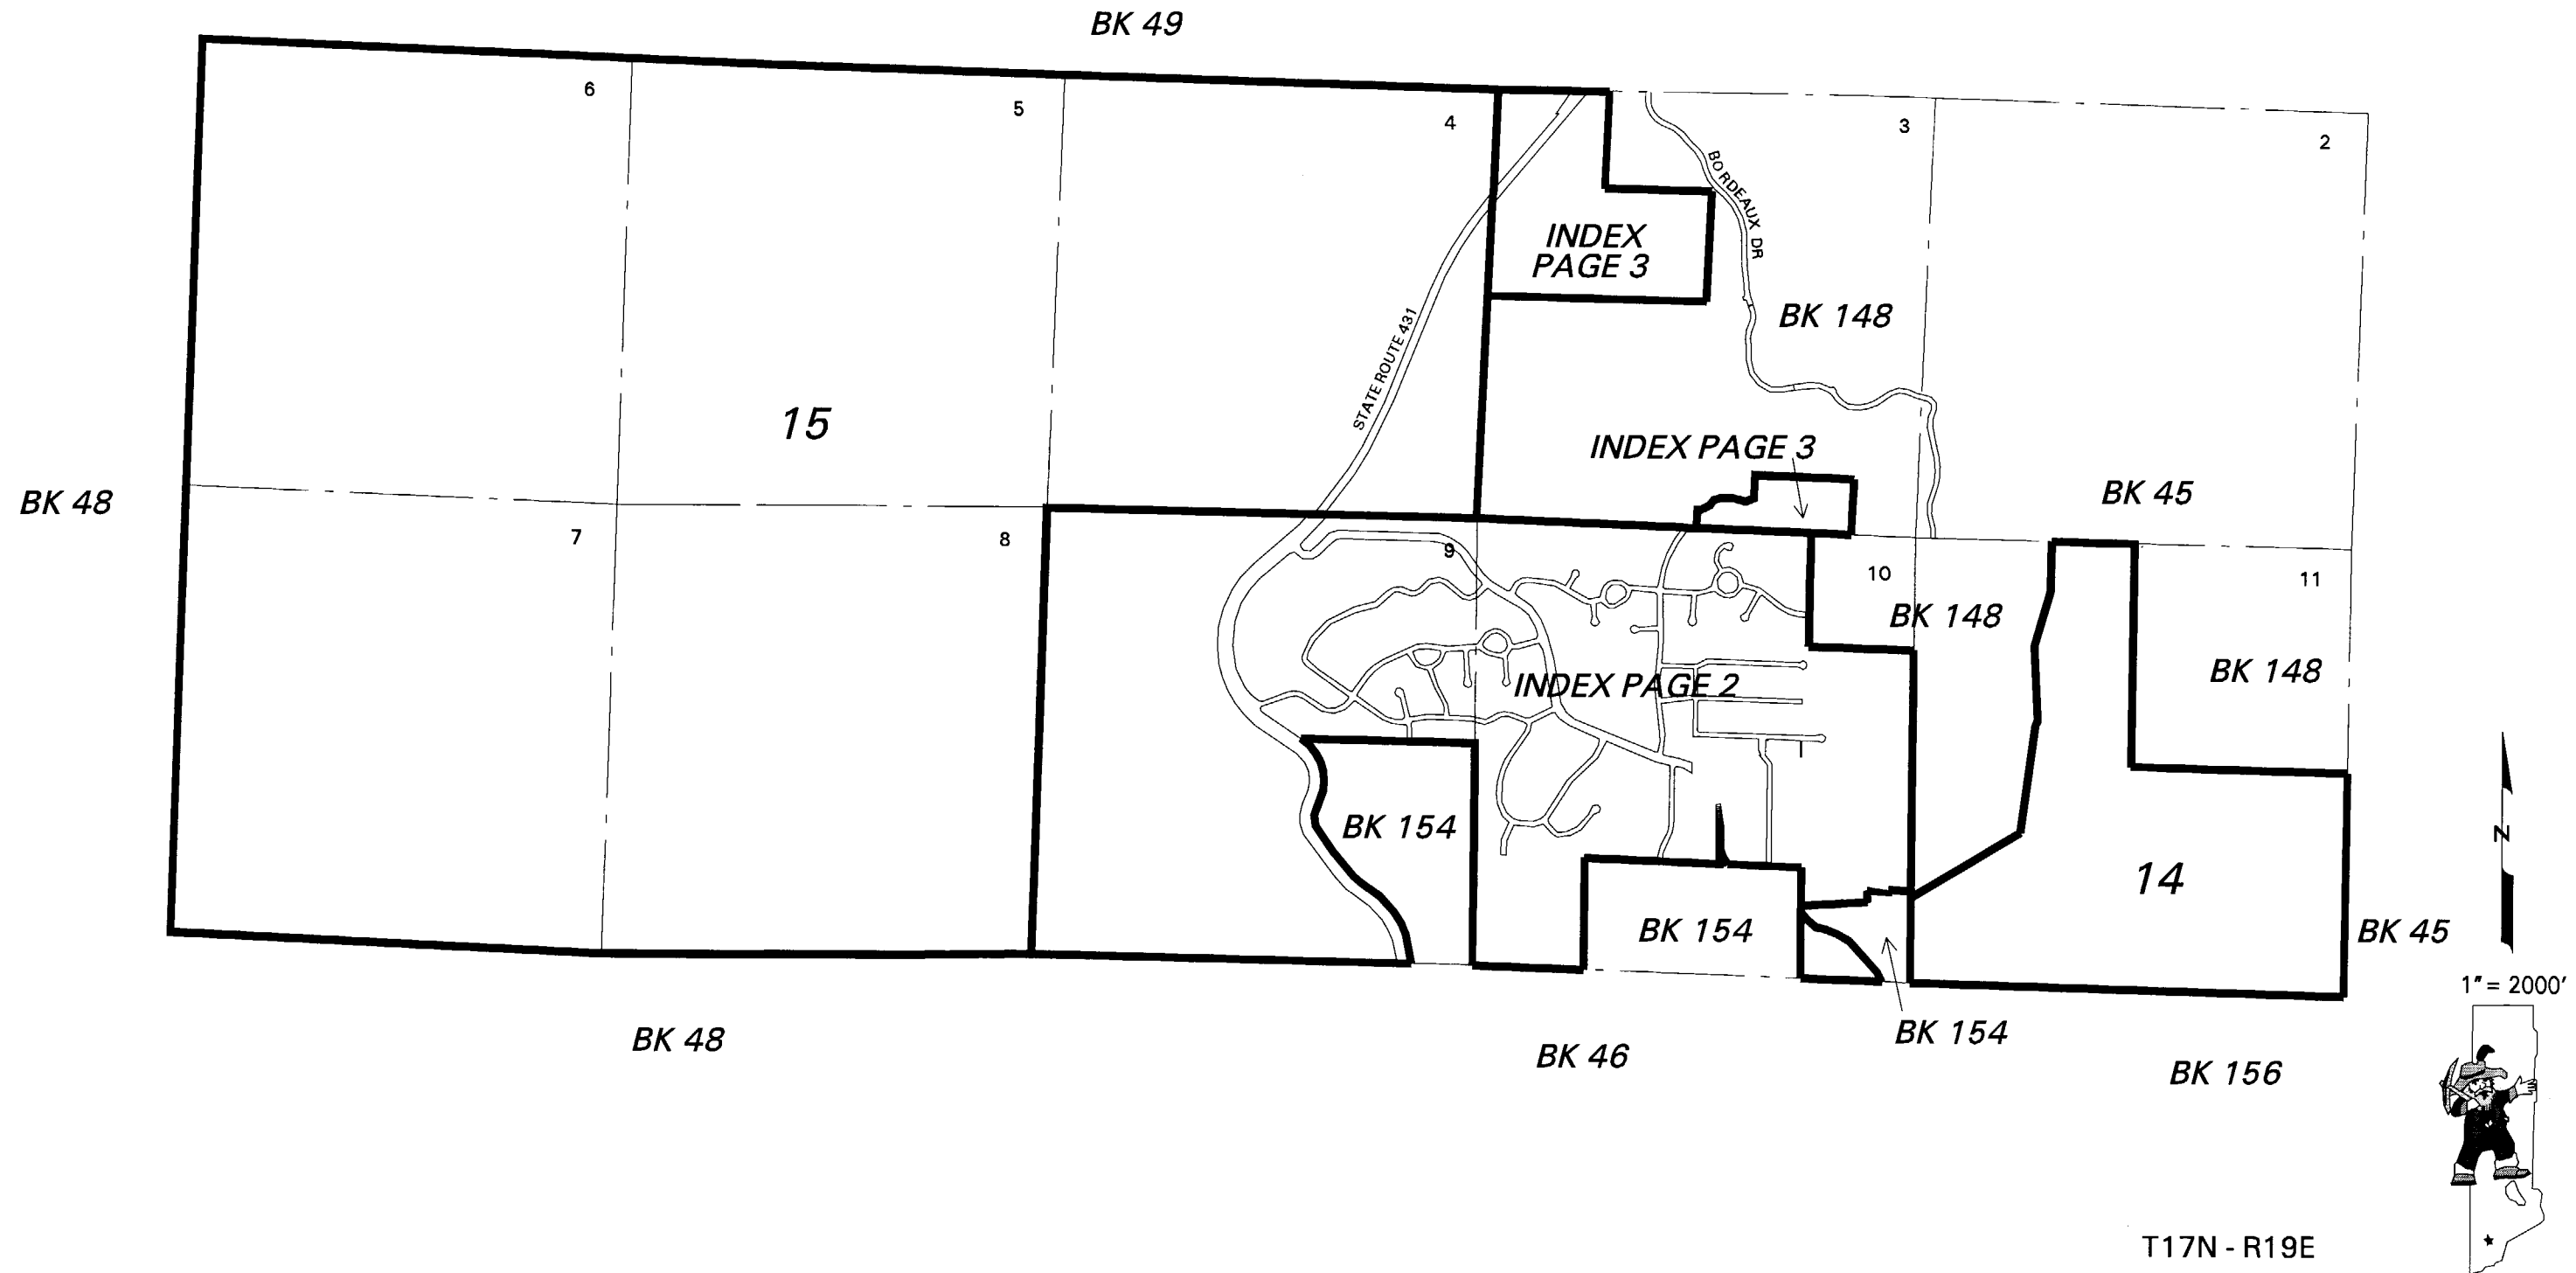 BK 49
6
5
4
3
2
BORDEAUX DR
INDEX
PAGE 3
BK 148
STATE ROUTE 431
15
INDEX PAGE 3
BK 48
BK 45
7
8
9
10
11
BK 148
BK 148
INDEX PAGE 2
BK 154
14
BK 154
BK 45
N
1" = 2000'
BK 48
BK 46
BK 154
BK 156
T17N - R19E